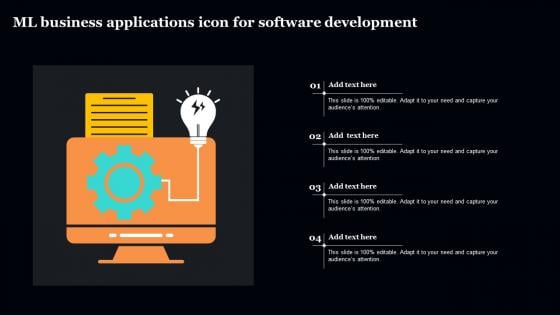 ML business applications icon for software development
01 Add text here
This slide is 100% editable. Adapt it to your need and capture your
audience's attention.
02 Add text here
This slide is 100% editable. Adapt it to your need and capture your
audience's attention.
03 Add text here
This slide is 100% editable. Adapt it to your need and capture your
audience's attention.
04 Add text here
This slide is 100% editable. Adapt it to your need and capture your
audience's attention.